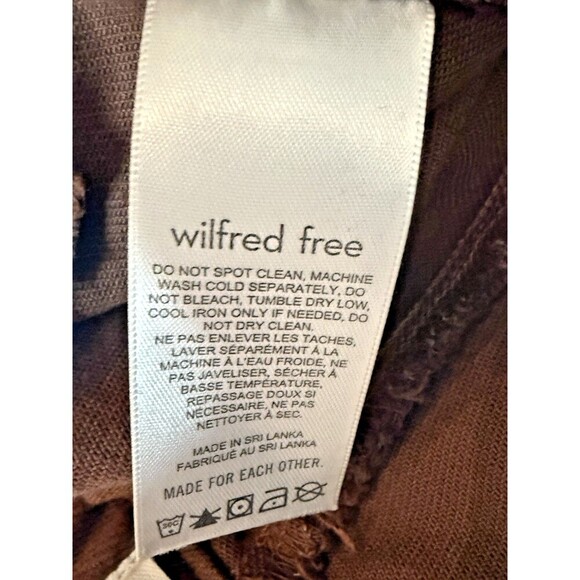 wilfred free
DO NOT SPOT CLEAN, MACHINE
WASH COLD SEPARATELY, DO
NOT BLEACH, TUMBLE DRY LOW,
COOL IRON ONLY IF NEEDED, DO
NOT DRY CLEAN.
NE PAS ENLEVER LES TACHES,
LAVER SÉPARÉMENT À LA
MACHINE À L'EAU FROIDE, NE
PAS JAVELISER, SÉCHER À
BASSE TEMPÉRATURE,
REPASSAGE DOUX SI
NÉCESSAIRE, NE PAS
NETTOYER À SEC.
MADE IN SRI LANKA
FABRIQUÉ AU SRI LANKA
MADE FOR EACH OTHER.
30C